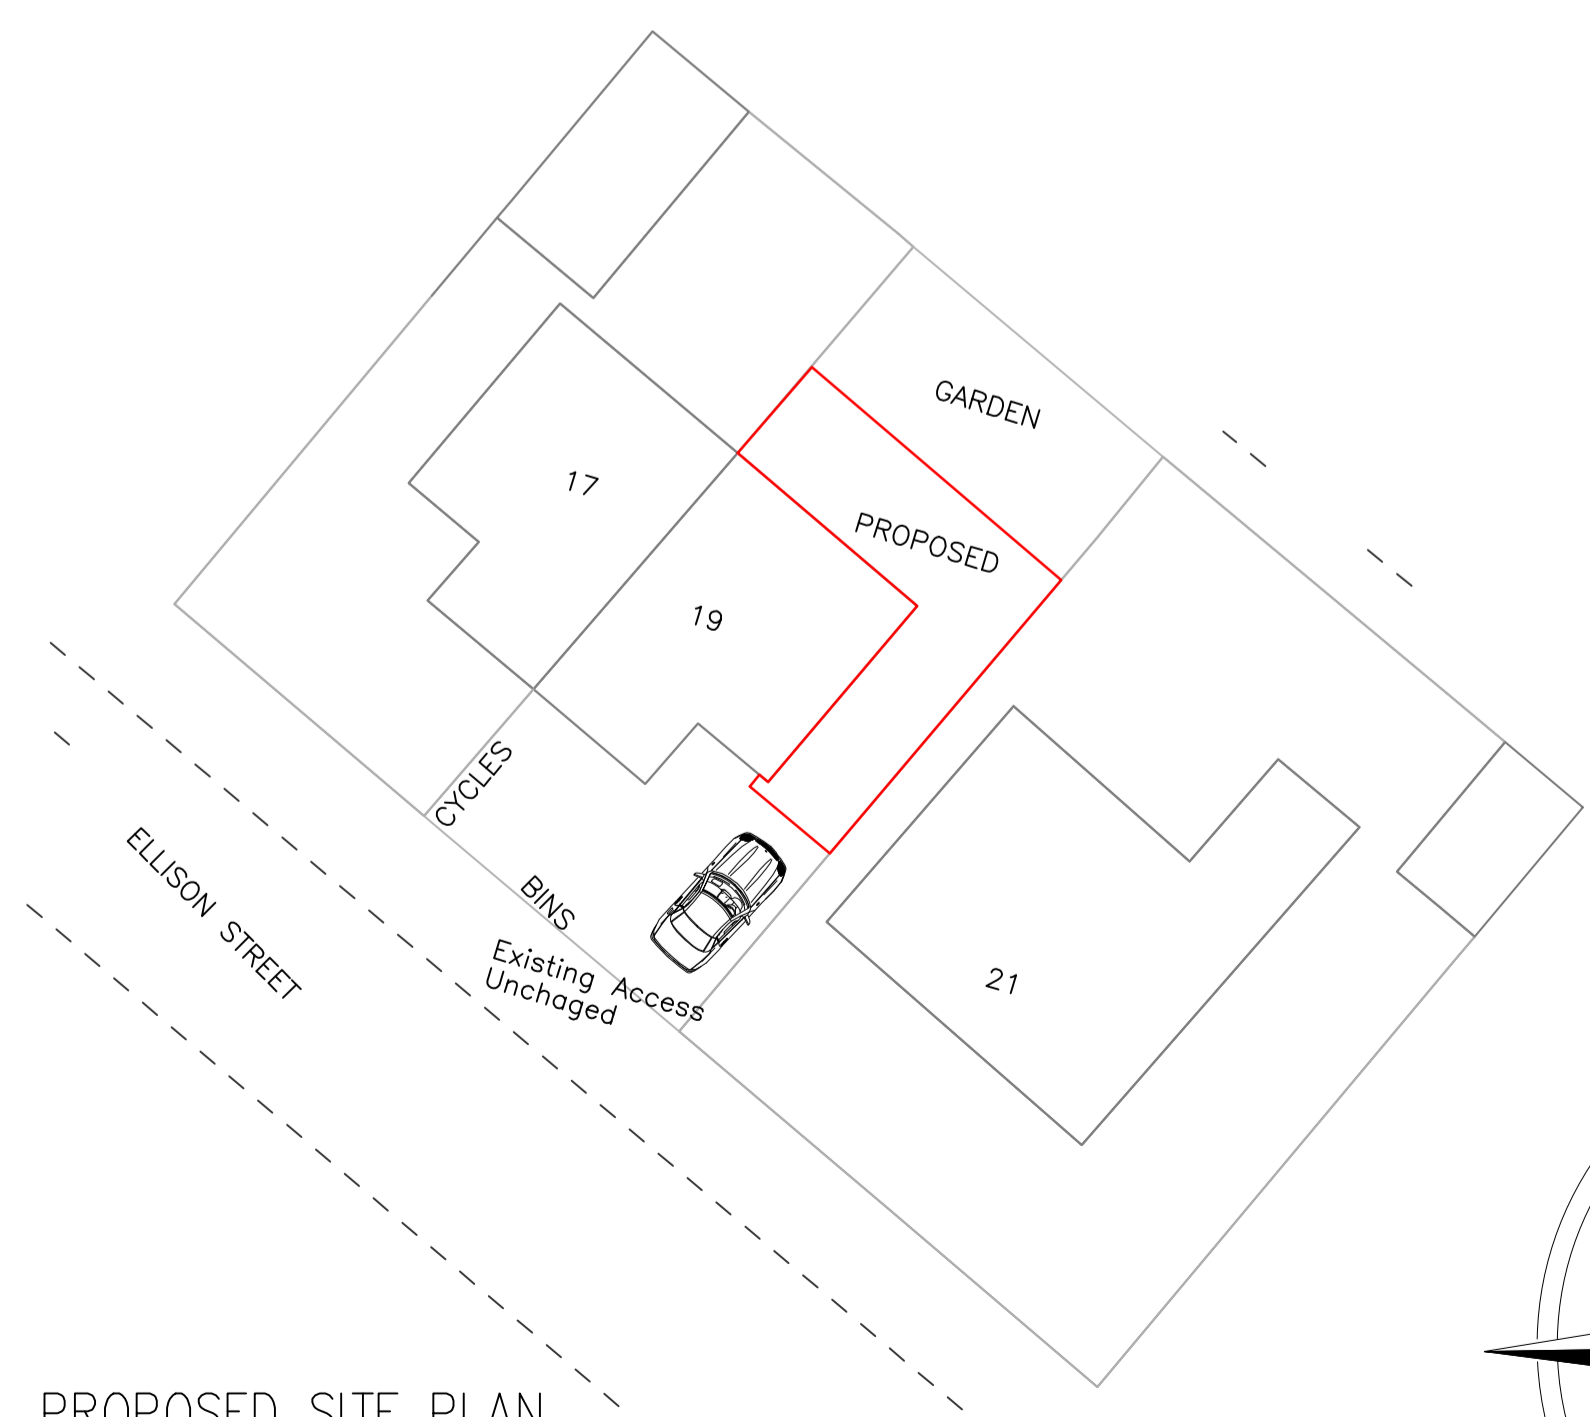 GARDEN
17
PROPOSED
19
CYCLES
ELLISON STREET
BINS
Existing Access
Unchaged
21
PROPOSED SITE PLAN